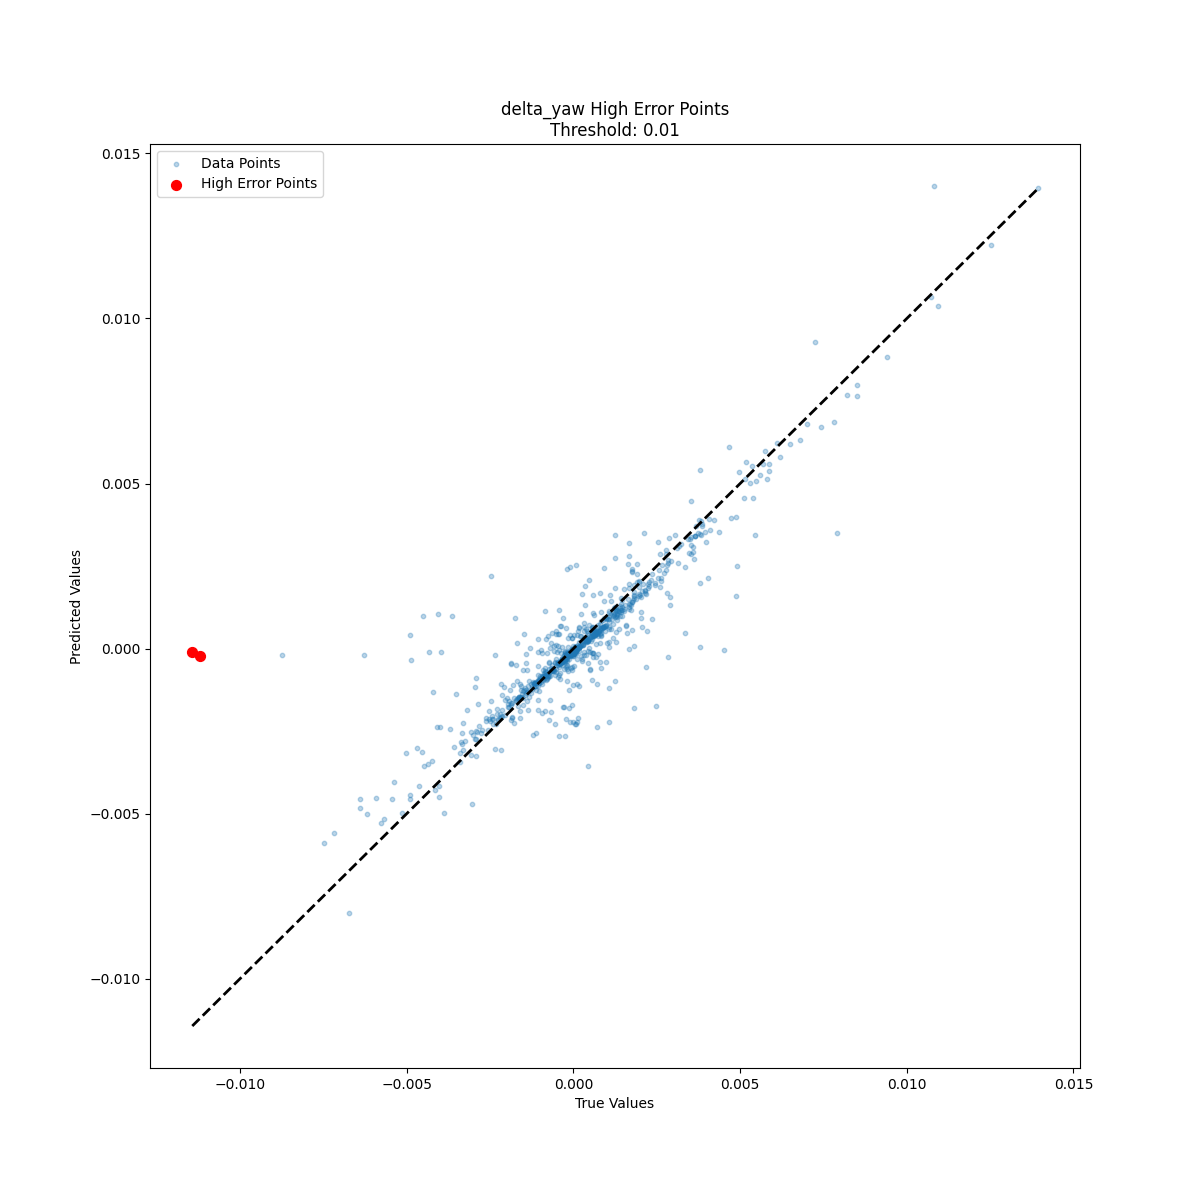 delta_yaw High Error Points
Threshold: 0.01
Data Points
High Error Points
0.015
0.010
0.005
0.000
−0.005
−0.010
Predicted Values
−0.010
−0.005
0.000
0.005
0.010
0.015
True Values